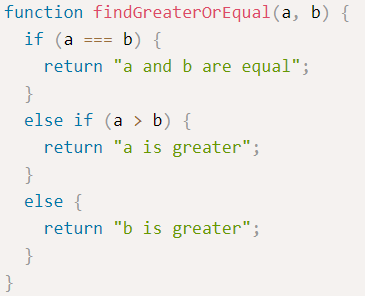 function findGreaterOrEqual(a, b) {
  if (a === b) {
    return "a and b are equal";
  }
  else if (a > b) {
    return "a is greater";
  }
  else {
    return "b is greater";
  }
}